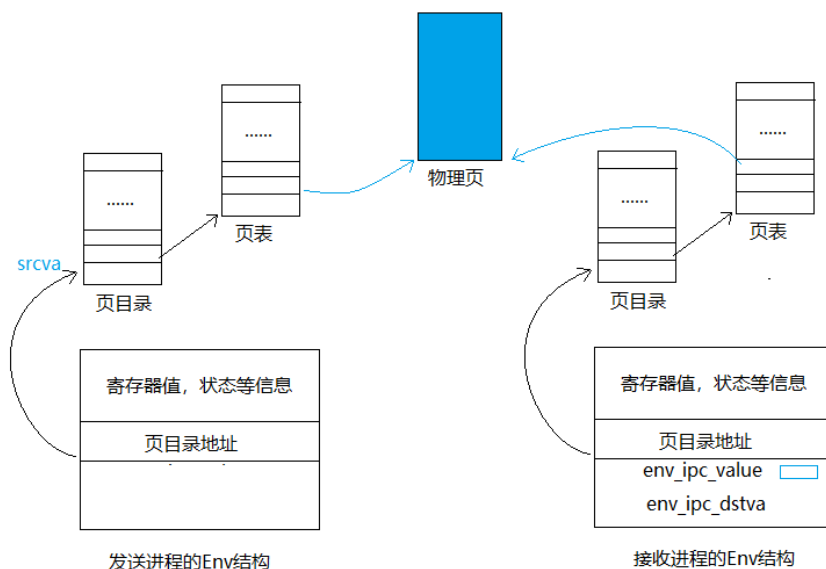 ......
......
物理页
......
......
页表
页表
srcva
页目录
页目录
寄存器值，状态等信息
寄存器值，状态等信息
页目录地址
页目录地址
env_ipc_value
env_ipc_dstva
发送进程的Env结构
接收进程的Env结构